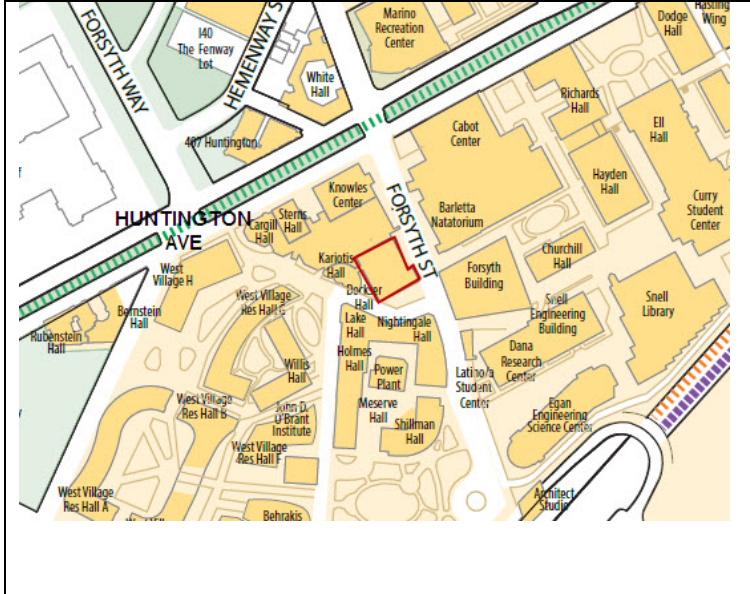 Marino
Recreation
Center
Hasting
Wing
Dodge
Hall
FORSYTH WAY
140
The Fenway
Lot
HEMENWAY S
White
Hall
407 Huntington
Richards
Hall
Cabot
Center
Ell
Hall
Hayden
Hall
Knowles
Center
FORSYTH ST
Barletta
Natatorium
Curry
Student
Center
HUNTINGTON
AVE
Sterns
Hall
Cargill
Hall
Churchill
Hall
Kariotis
Hall
West
Village H
Forsyth
Building
Dockser
Hall
West Village
Res Hall G
Snell
Library
Bernstein
Hall
Rubenstein
Hall
Lake
Hall
Nightingale
Hall
Snell
Engineering
Building
Holmes
Hall
Dana
Research
Center
Willis
Hall
Power
Plant
Latino/a
Student
Center
West Village
Res Hall B
John D.
O'Brant
Institute
Meserve
Hall
Shillman
Hall
Egan
Engineering
Science Center
West Village
Res Hall F
West Village
Res Hall A
Architect
Studio
Behrakis